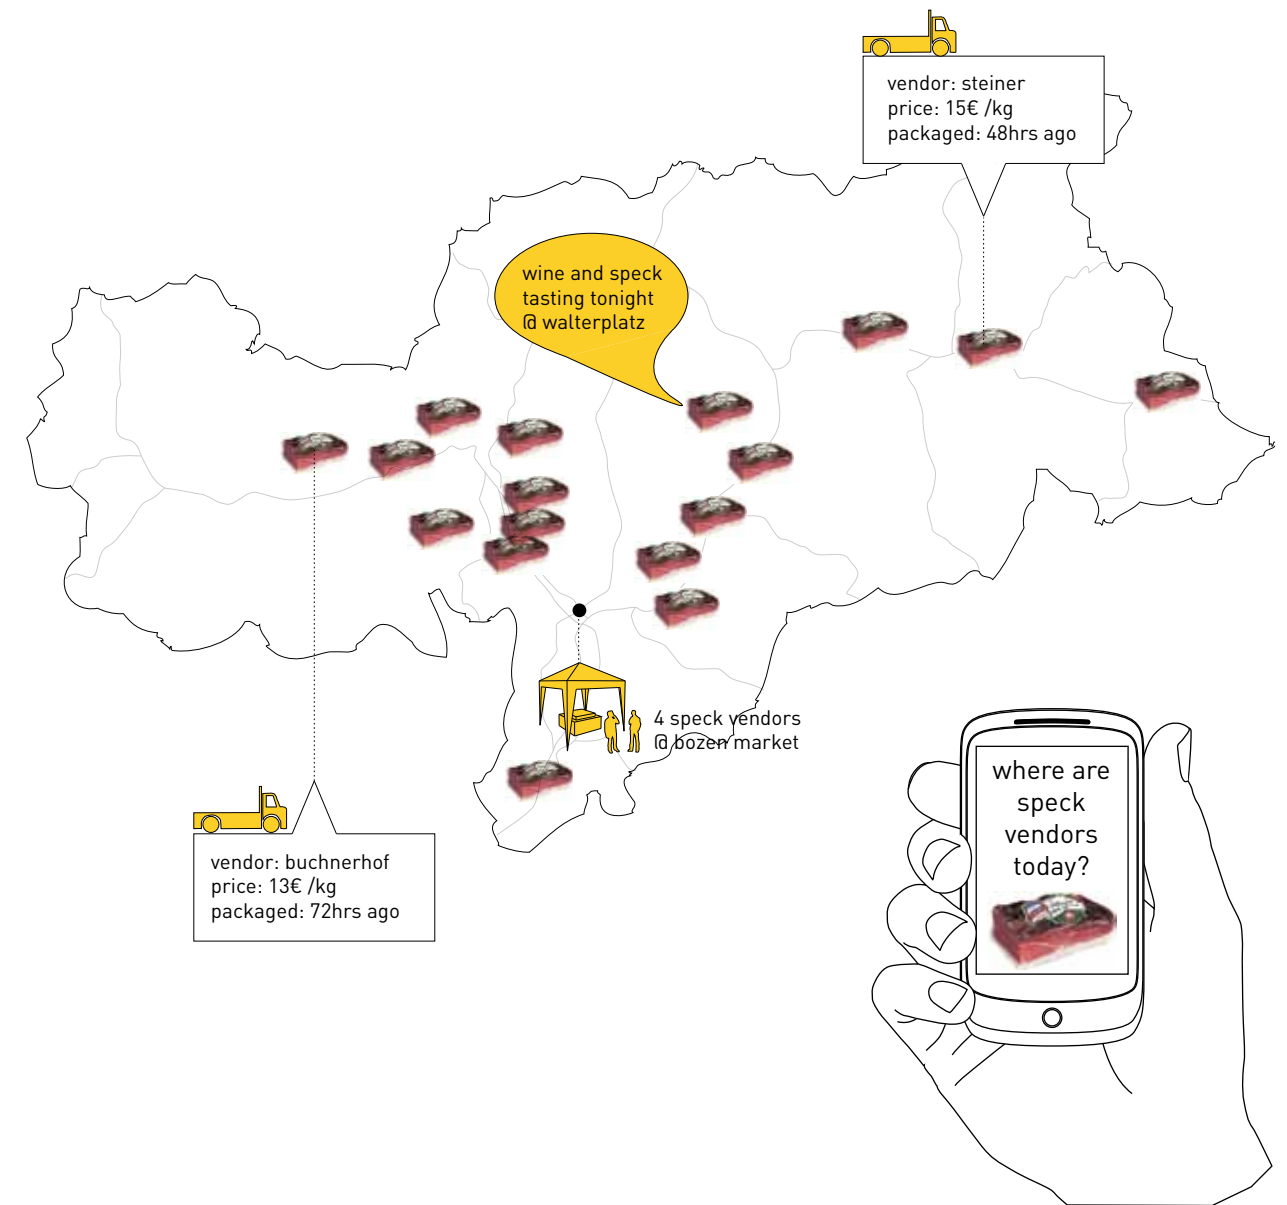 vendor: steiner
price: 15€ /kg
packaged: 48hrs ago
wine and speck
tasting tonight
@ walterplatz
4 speck vendors
@ bozen market
where are
speck
vendors
today?
vendor: buchnerhof
price: 13€ /kg
packaged: 72hrs ago